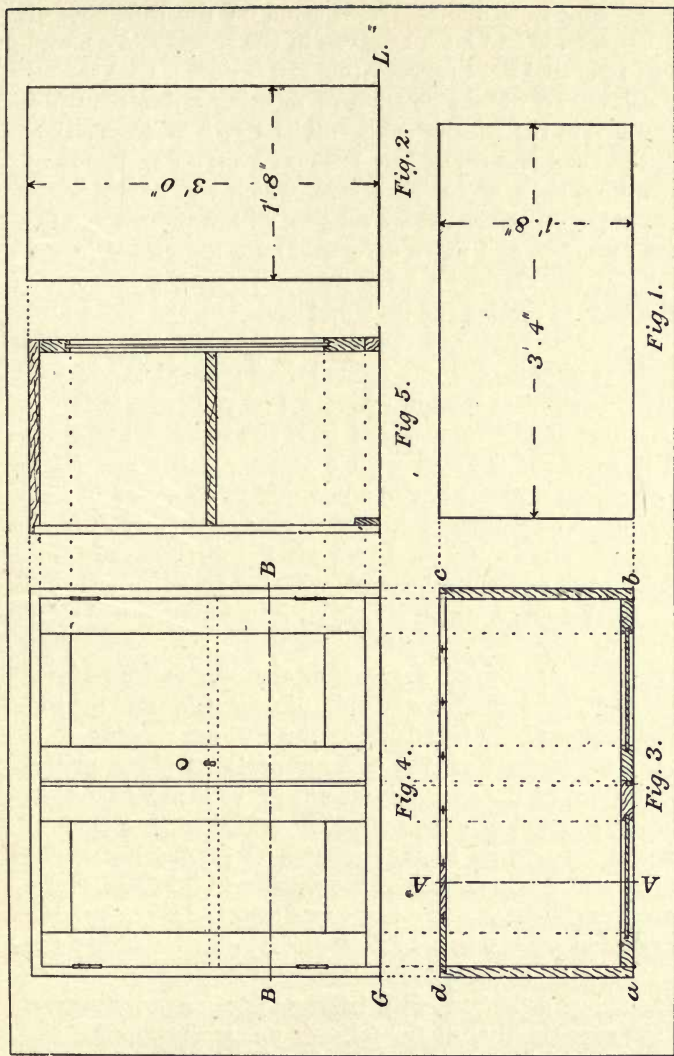 L."
3'.0"
1'.8"
Fig. 2.
1'.8"
3'.4"
Fig. 1.
Fig 5.
B
B
G
Fig. 4.
c
b
d
a
A
A
Fig. 3.